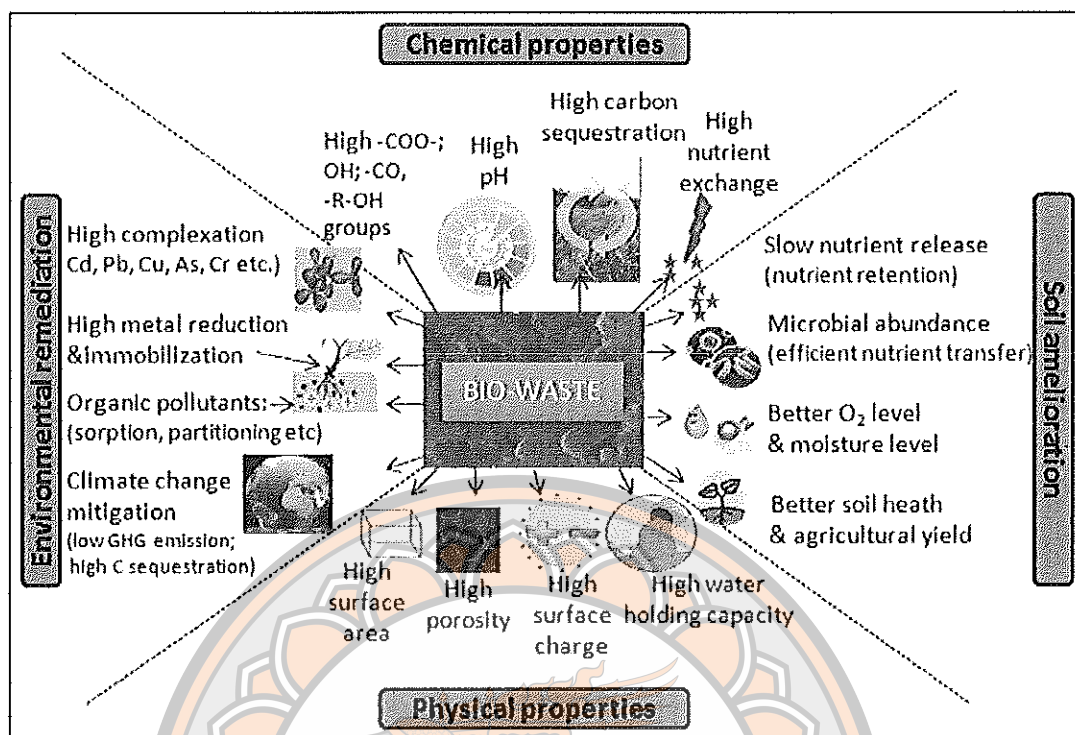 Chemical properties
High -COO-;
OH; -CO,
-R-OH
groups
High
pH
High carbon
sequestration
High
nutrient
exchange
Environmental remediation
High complexation
Cd, Pb, Cu, As, Cr etc.)
High metal reduction
&immobilization
Organic pollutants:
(sorption, partitioning etc)
Climate change
mitigation
(low GHG emission;
high C sequestration)
BIO-WASTE
Slow nutrient release
(nutrient retention)
Microbial abundance
(efficient nutrient transfer)
Better O₂ level
& moisture level
Better soil heath
& agricultural yield
Soil amelioration
High
surface
area
High
porosity
High
surface
charge
High water
holding capacity
Physical properties